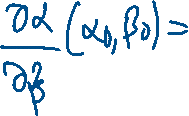 ∂α/∂β (α₀, β₀) =